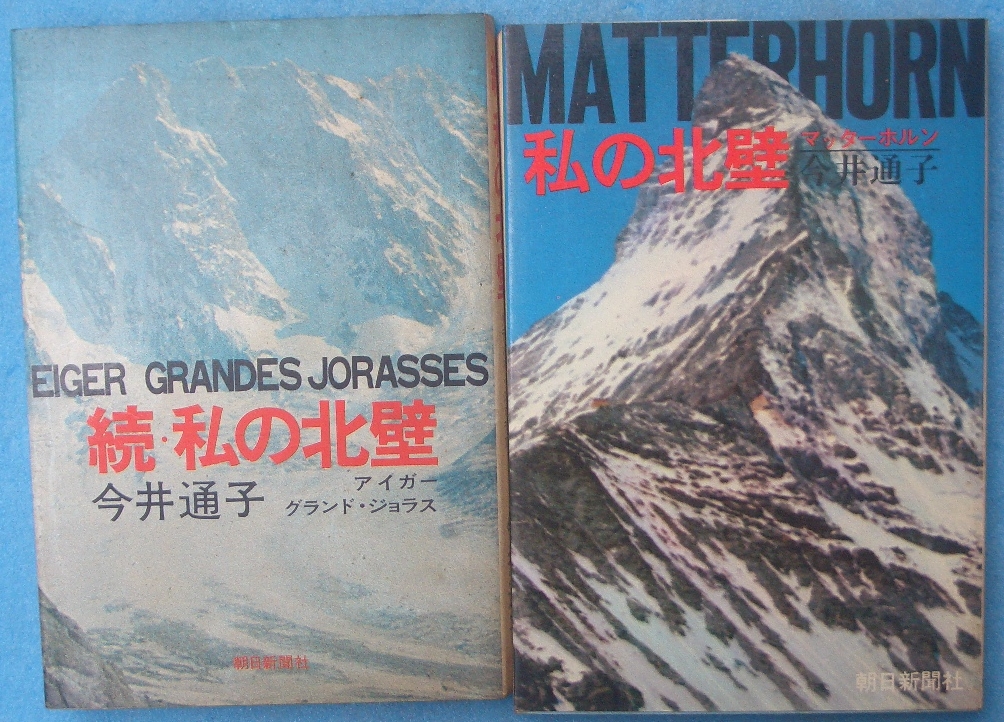 EIGER GRANDES JORASSES
続・私の北壁
今井通子
アイガー
グランド・ジョラス
朝日新聞社
MATTERHORN
私の北壁
マッターホルン
今井通子
朝日新聞社